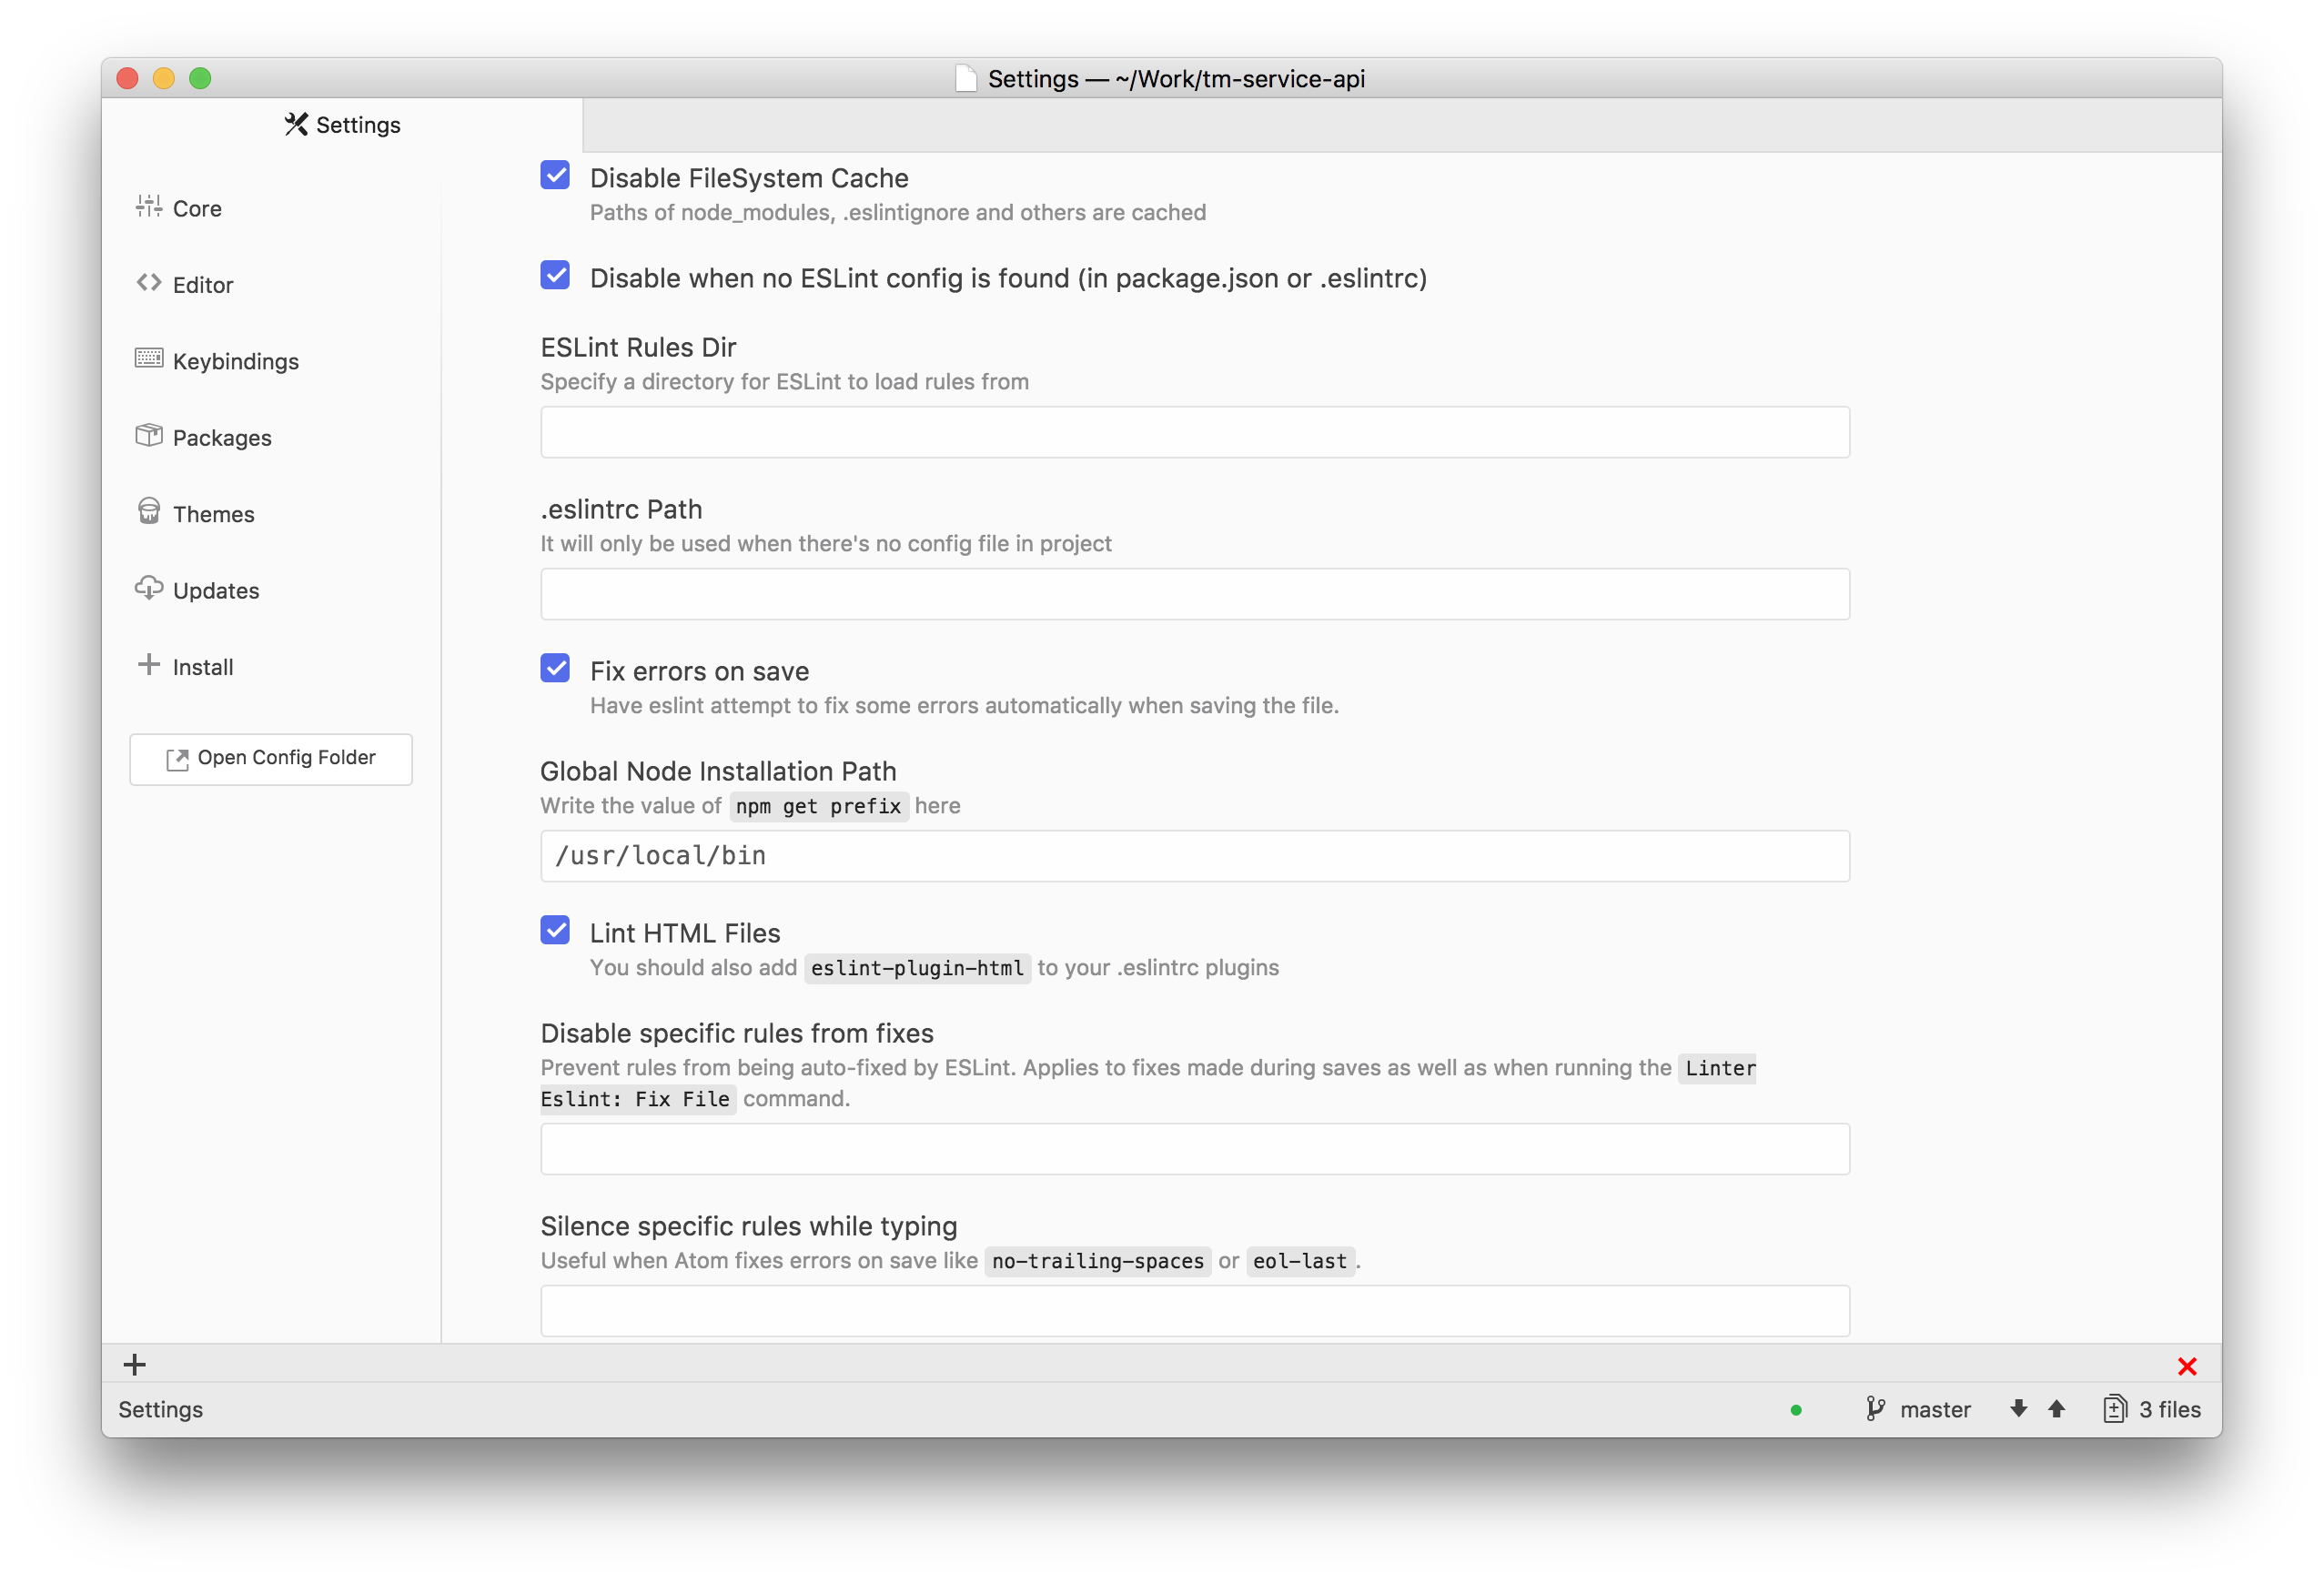 Settings — ~/Work/tm-service-api
Settings
Core
Editor
Keybindings
Packages
Themes
Updates
Install
Open Config Folder
Disable FileSystem Cache
Paths of node_modules, .eslintignore and others are cached
Disable when no ESLint config is found (in package.json or .eslintrc)
ESLint Rules Dir
Specify a directory for ESLint to load rules from
.eslintrc Path
It will only be used when there's no config file in project
Fix errors on save
Have eslint attempt to fix some errors automatically when saving the file.
Global Node Installation Path
Write the value of npm get prefix here
/usr/local/bin
Lint HTML Files
You should also add eslint-plugin-html to your .eslintrc plugins
Disable specific rules from fixes
Prevent rules from being auto-fixed by ESLint. Applies to fixes made during saves as well as when running the Linter
Eslint: Fix File command.
Silence specific rules while typing
Useful when Atom fixes errors on save like no-trailing-spaces or eol-last.
Settings
master
3 files